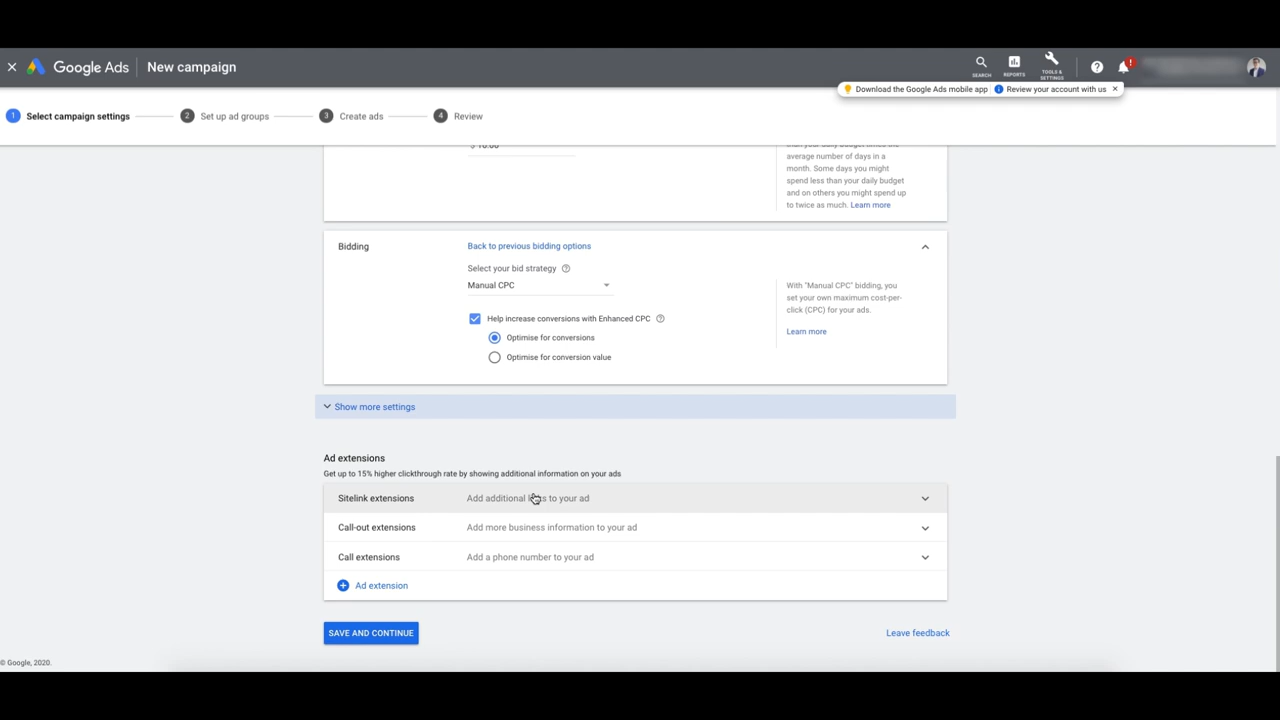 Google Ads New campaign
SEARCH REPORTS TOOLS & SETTINGS
Download the Google Ads mobile app Review your account with us
1 Select campaign settings 2 Set up ad groups 3 Create ads 4 Review
average number of days in a
month. Some days you might
spend less than your daily budget
and on others you might spend up
to twice as much. Learn more
Bidding Back to previous bidding options
Select your bid strategy
Manual CPC
With "Manual CPC" bidding, you
set your own maximum cost-per-
click (CPC) for your ads.
Learn more
Help increase conversions with Enhanced CPC
Optimise for conversions
Optimise for conversion value
Show more settings
Ad extensions
Get up to 15% higher clickthrough rate by showing additional information on your ads
Sitelink extensions Add additional links to your ad
Call-out extensions Add more business information to your ad
Call extensions Add a phone number to your ad
Ad extension
SAVE AND CONTINUE Leave feedback
© Google, 2020.